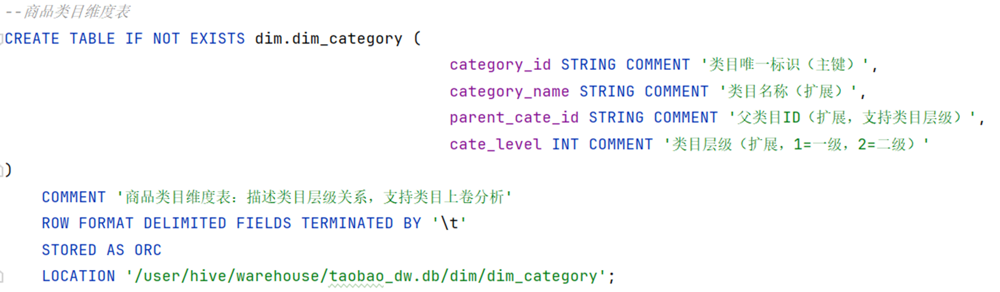 --商品类目维度表
CREATE TABLE IF NOT EXISTS dim.dim_category (
category_id STRING COMMENT '类目唯一标识（主键）',
category_name STRING COMMENT '类目名称（扩展）',
parent_cate_id STRING COMMENT '父类目ID（扩展，支持类目层级）',
cate_level INT COMMENT '类目层级（扩展，1=一级，2=二级）'
)
COMMENT '商品类目维度表：描述类目层级关系，支持类目上卷分析'
ROW FORMAT DELIMITED FIELDS TERMINATED BY '\t'
STORED AS ORC
LOCATION '/user/hive/warehouse/taobao_dw.db/dim/dim_category';